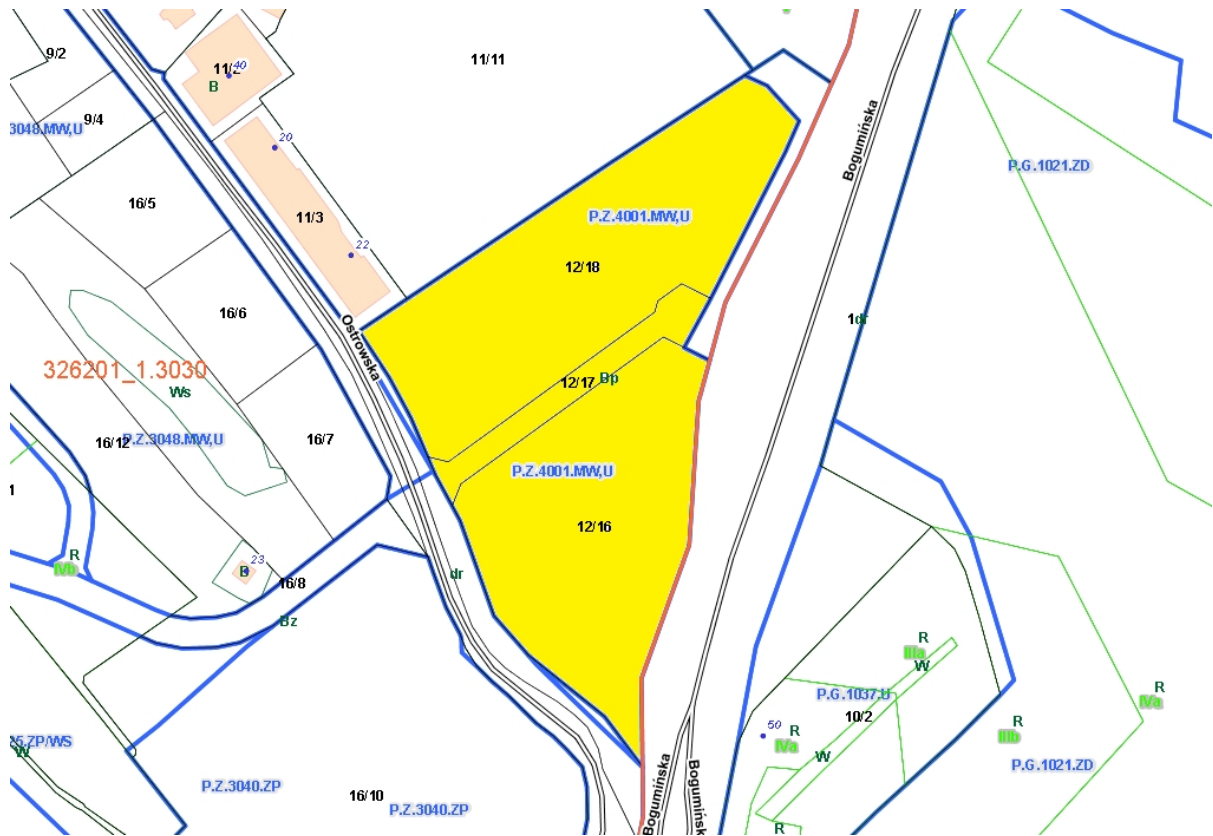 9/2
11/11
11/2
40
B
9/4
3048.MW,U
20
Bogumińska
P.G.1021.ZD
16/5
11/3
P.Z.4001.MW,U
22
12/18
16/6
Ostrowska
1dr
326201_1.3030
Ws
12/17
Bp
16/12
P.Z.3048.MW,U
16/7
P.Z.4001.MW,U
1
12/16
R
IVb
B
23
16/8
dr
Bz
R
IIIa
W
P.G.1037.U
R
IVa
10/2
R
IIIb
50
R
IVa
5.ZP/WS
W
W
P.G.1021.ZD
P.Z.3040.ZP
16/10
P.Z.3040.ZP
Bogumińska
Bogumińsk
R